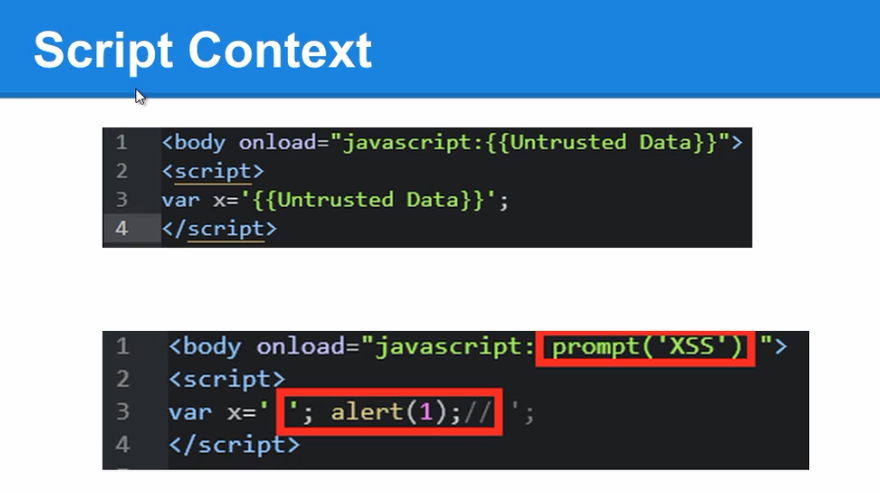 Script Context
1 <body onload="javascript:{{Untrusted Data}}">
2 <script>
3 var x='{{Untrusted Data}}';
4 </script>
1 <body onload="javascript: prompt('XSS') ">
2 <script>
3 var x=' '; alert(1);// ';
4 </script>